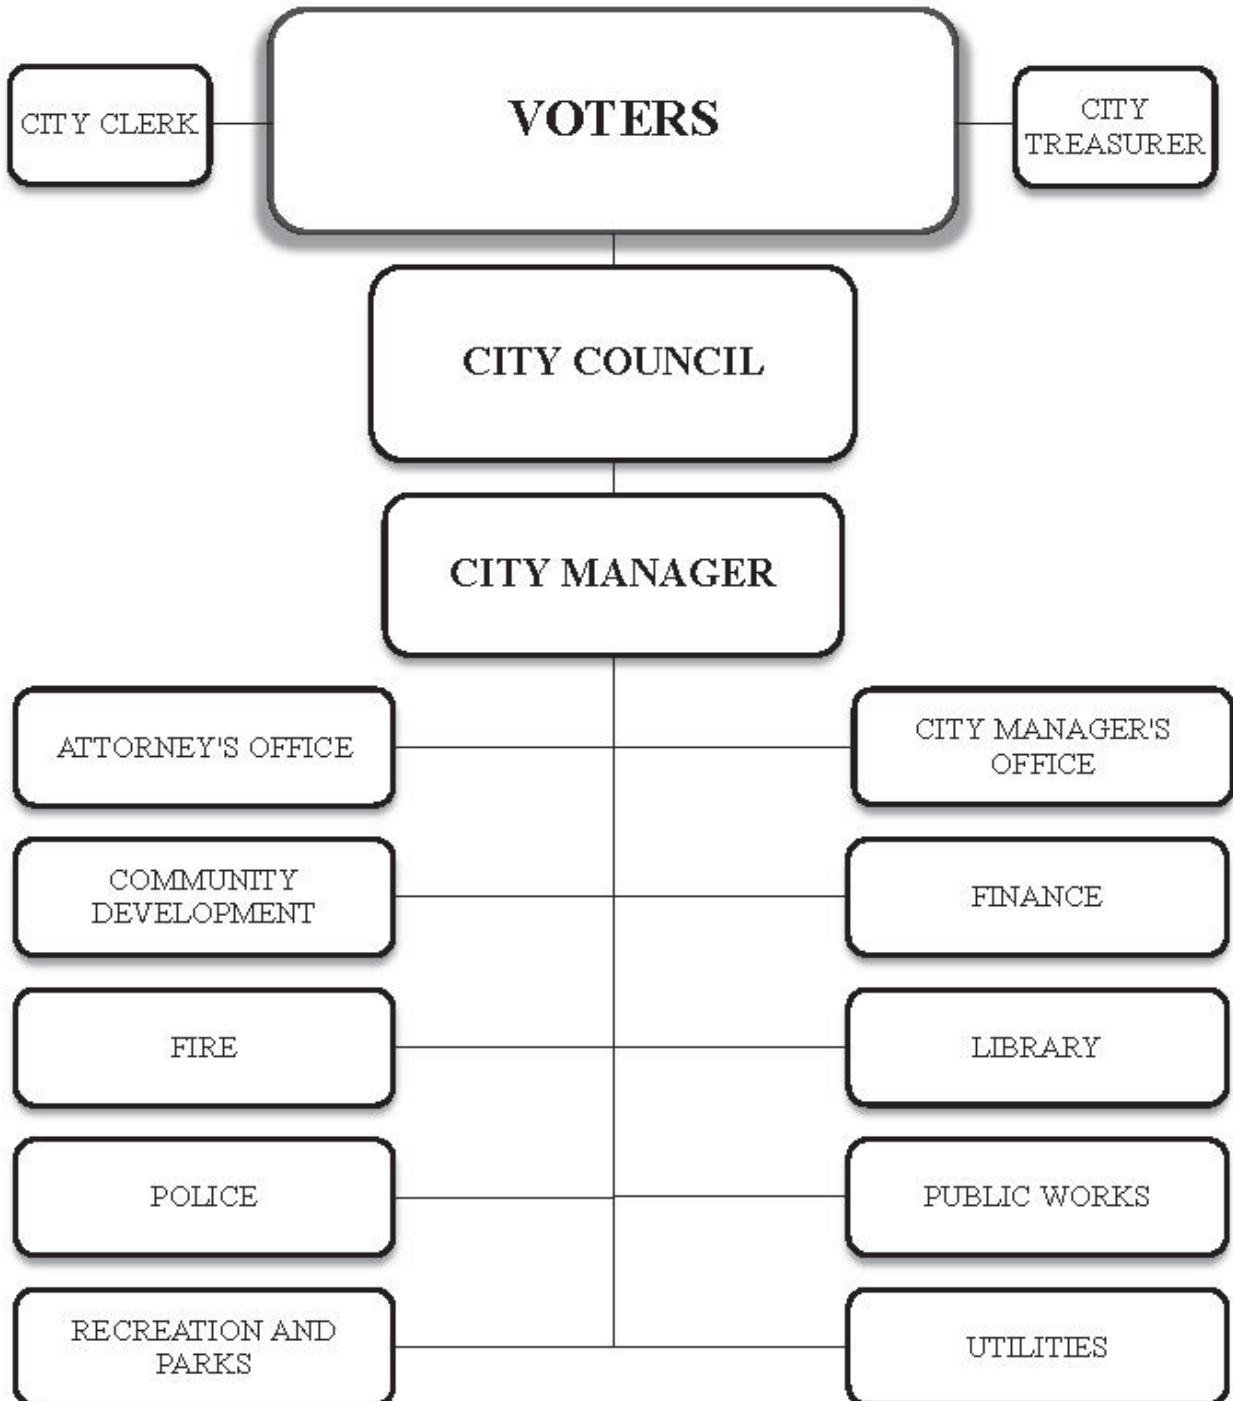 VOTERS
CITY CLERK
CITY
TREASURER
CITY COUNCIL
CITY MANAGER
ATTORNEY'S OFFICE
CITY MANAGER'S
OFFICE
COMMUNITY
DEVELOPMENT
FINANCE
FIRE
LIBRARY
POLICE
PUBLIC WORKS
RECREATION AND
PARKS
UTILITIES